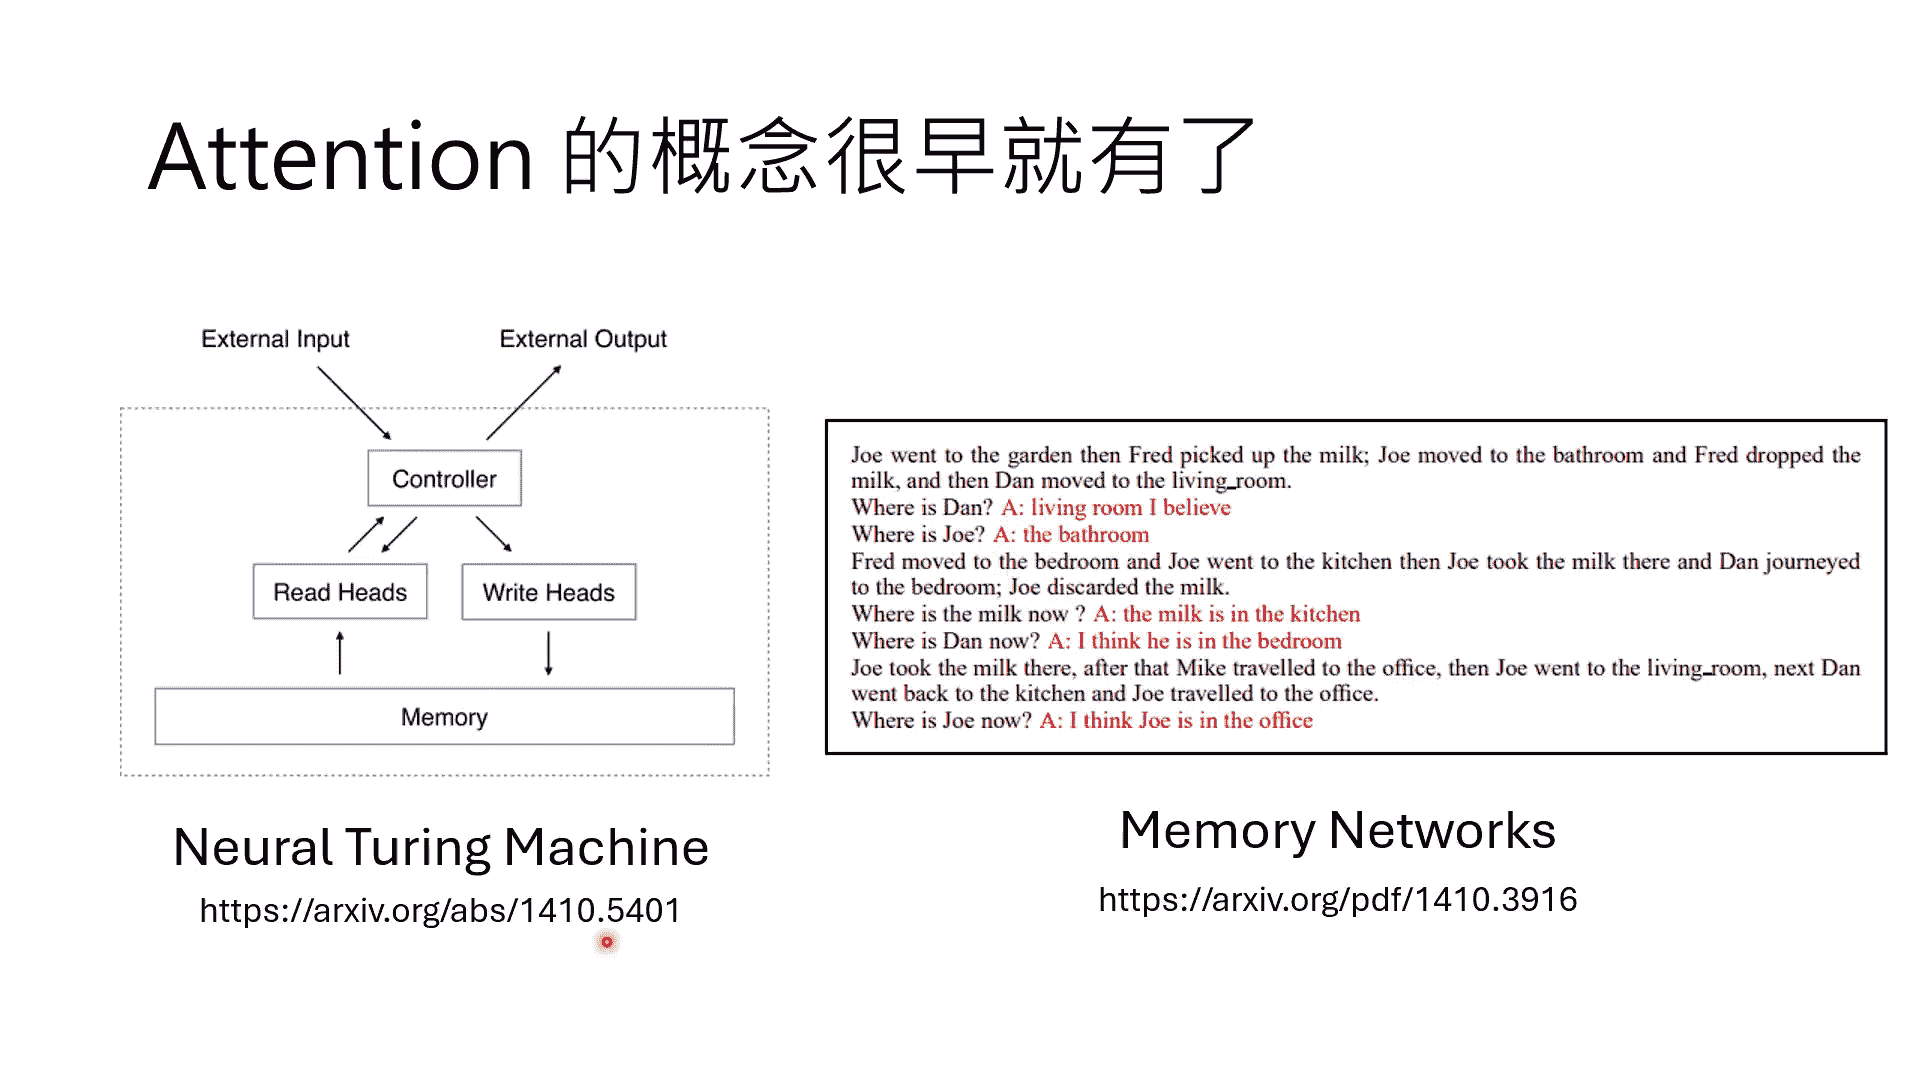 Attention 的概念很早就有了
External Input
External Output
Controller
Read Heads
Write Heads
Memory
Neural Turing Machine
https://arxiv.org/abs/1410.5401
Joe went to the garden then Fred picked up the milk; Joe moved to the bathroom and Fred dropped the
milk, and then Dan moved to the living_room.
Where is Dan? A: living room I believe
Where is Joe? A: the bathroom
Fred moved to the bedroom and Joe went to the kitchen then Joe took the milk there and Dan journeyed
to the bedroom; Joe discarded the milk.
Where is the milk now ? A: the milk is in the kitchen
Where is Dan now? A: I think he is in the bedroom
Joe took the milk there, after that Mike travelled to the office, then Joe went to the living_room, next Dan
went back to the kitchen and Joe travelled to the office.
Where is Joe now? A: I think Joe is in the office
Memory Networks
https://arxiv.org/pdf/1410.3916